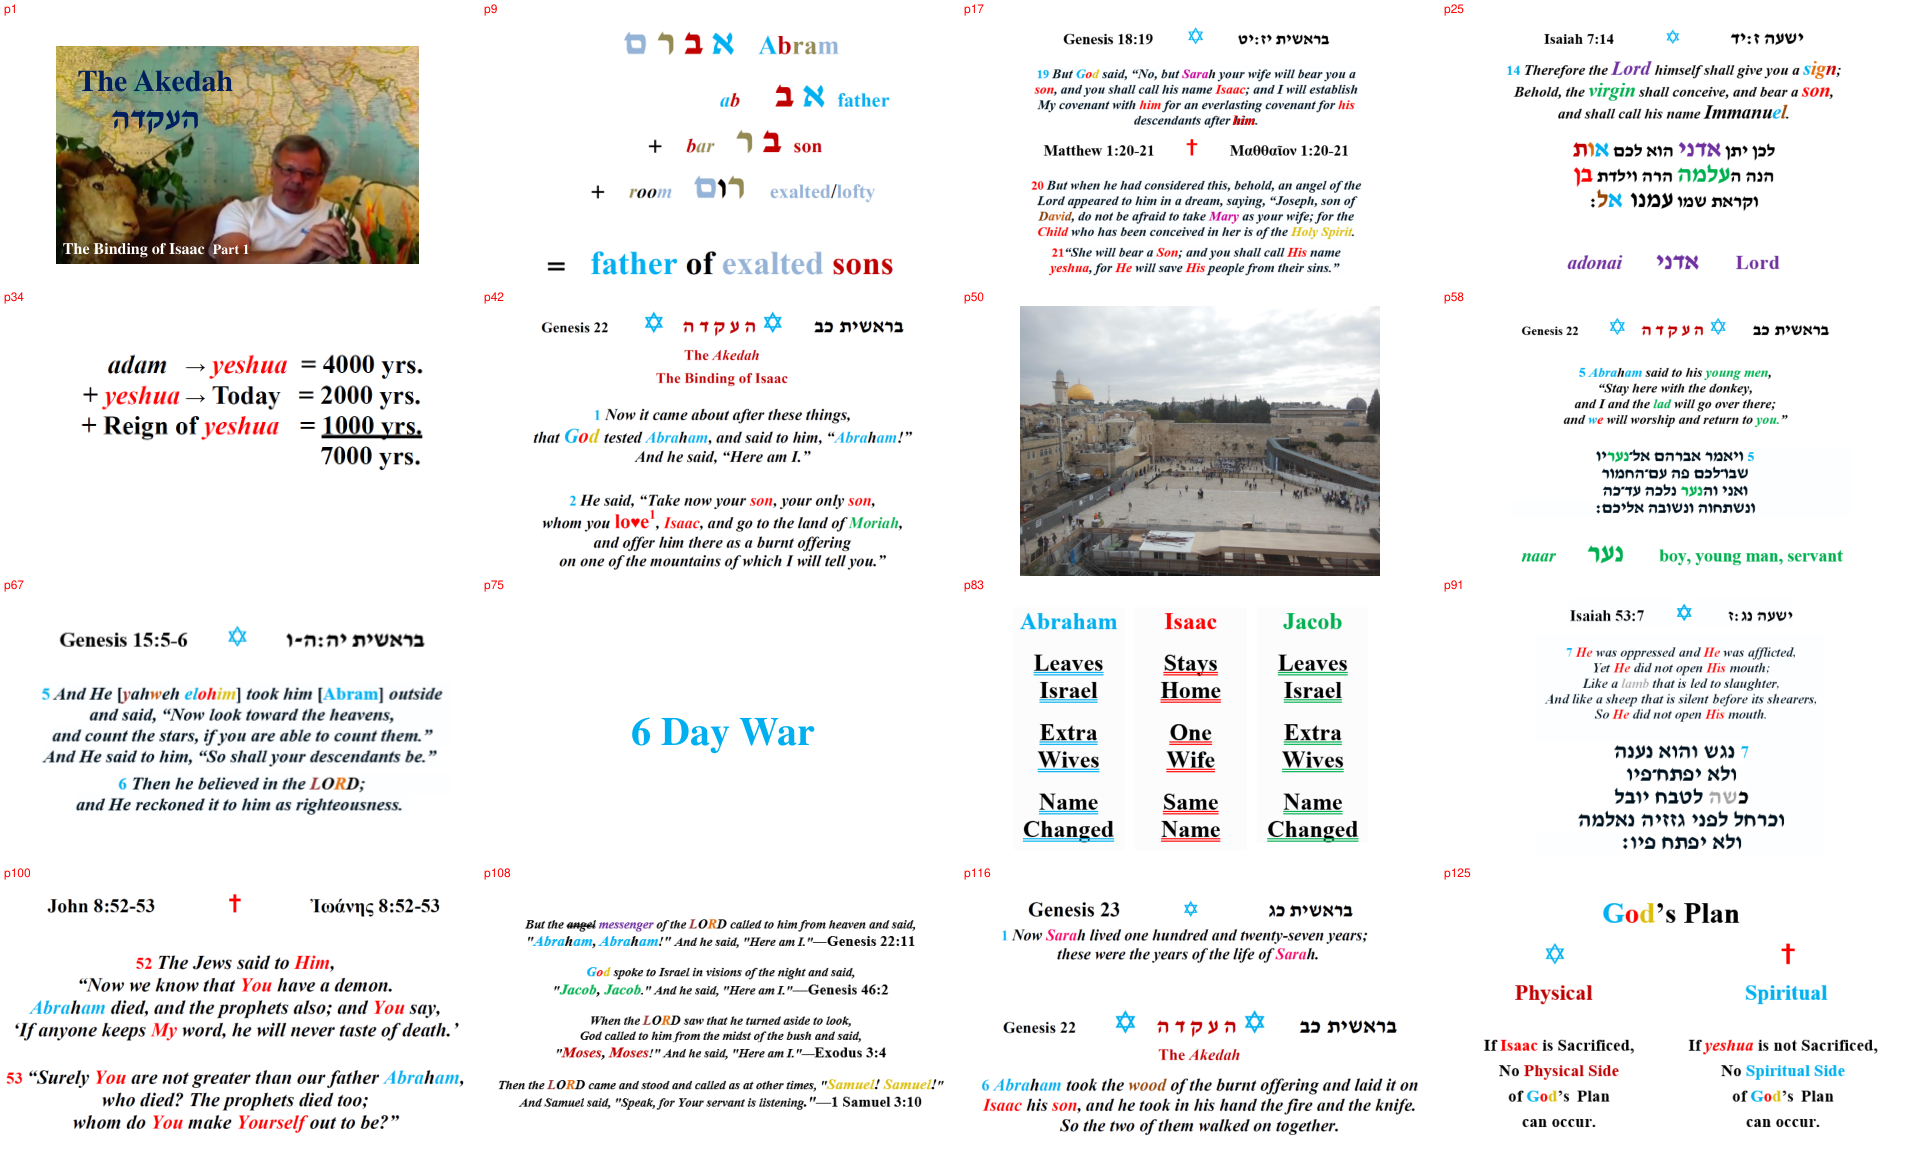 p1
The Akedah
העקדה
The Binding of Isaac Part 1
p9
אברם Abram
ab אב father
+ bar בר son
+ room רום exalted/lofty
= father of exalted sons
p17
Genesis 18:19 ✡ בראשית יז:יט
19 But God said, “No, but Sarah your wife will bear you a
son, and you shall call his name Isaac; and I will establish
My covenant with him for an everlasting covenant for his
descendants after him.
Matthew 1:20-21 ✝ Μαθθαῖον 1:20-21
20 But when he had considered this, behold, an angel of the
Lord appeared to him in a dream, saying, “Joseph, son of
David, do not be afraid to take Mary as your wife; for the
Child who has been conceived in her is of the Holy Spirit.
21“She will bear a Son; and you shall call His name
yeshua, for He will save His people from their sins.”
p25
Isaiah 7:14 ✡ ישעה ז:יד
14 Therefore the Lord himself shall give you a sign;
Behold, the virgin shall conceive, and bear a son,
and shall call his name Immanuel.
לכן יתן אדני הוא לכם אות
הנה העלמה הרה וילדת בן
וקראת שמו עמנו אל:
adonai אדני Lord
p34
adam → yeshua = 4000 yrs.
+ yeshua → Today = 2000 yrs.
+ Reign of yeshua = 1000 yrs.
7000 yrs.
p42
Genesis 22 ✡ העקדה ✡ בראשית כב
The Akedah
The Binding of Isaac
1 Now it came about after these things,
that God tested Abraham, and said to him, “Abraham!”
And he said, “Here am I.”
2 He said, “Take now your son, your only son,
whom you lo♥e1, Isaac, and go to the land of Moriah,
and offer him there as a burnt offering
on one of the mountains of which I will tell you.”
p50
p58
Genesis 22 ✡ העקדה ✡ בראשית כב
5 Abraham said to his young men,
“Stay here with the donkey,
and I and the lad will go over there;
and we will worship and return to you.”
5 ויאמר אברהם אל־נעריו
שבו־לכם פה עם־החמור
ואני והנער נלכה עד־כה
ונשתחוה ונשובה אליכם:
naar נער boy, young man, servant
p67
Genesis 15:5-6 ✡ בראשית יה:ה-ו
5 And He [yahweh elohim] took him [Abram] outside
and said, “Now look toward the heavens,
and count the stars, if you are able to count them.”
And He said to him, “So shall your descendants be.”
6 Then he believed in the LORD;
and He reckoned it to him as righteousness.
p75
6 Day War
p83
Abraham Isaac Jacob
Leaves Stays Leaves
Israel Home Israel
Extra One Extra
Wives Wife Wives
Name Same Name
Changed Name Changed
p91
Isaiah 53:7 ✡ ישעה נג:ז
7 He was oppressed and He was afflicted,
Yet He did not open His mouth;
Like a lamb that is led to slaughter,
And like a sheep that is silent before its shearers,
So He did not open His mouth.
7 נגש והוא נענה
ולא יפתח־פיו
כשה לטבח יובל
וכרחל לפני גזזיה נאלמה
ולא יפתח פיו:
p100
John 8:52-53 ✝ Ἰωάνης 8:52-53
52 The Jews said to Him,
“Now we know that You have a demon.
Abraham died, and the prophets also; and You say,
‘If anyone keeps My word, he will never taste of death.’
53 “Surely You are not greater than our father Abraham,
who died? The prophets died too;
whom do You make Yourself out to be?”
p108
But the angel messenger of the LORD called to him from heaven and said,
"Abraham, Abraham!" And he said, "Here am I."—Genesis 22:11
God spoke to Israel in visions of the night and said,
"Jacob, Jacob." And he said, "Here am I."—Genesis 46:2
When the LORD saw that he turned aside to look,
God called to him from the midst of the bush and said,
"Moses, Moses!" And he said, "Here am I."—Exodus 3:4
Then the LORD came and stood and called as at other times, "Samuel! Samuel!"
And Samuel said, "Speak, for Your servant is listening."—1 Samuel 3:10
p116
Genesis 23 ✡ בראשית כג
1 Now Sarah lived one hundred and twenty-seven years;
these were the years of the life of Sarah.
Genesis 22 ✡ העקדה ✡ בראשית כב
The Akedah
6 Abraham took the wood of the burnt offering and laid it on
Isaac his son, and he took in his hand the fire and the knife.
So the two of them walked on together.
p125
God’s Plan
✡ ✝
Physical Spiritual
If Isaac is Sacrificed, If yeshua is not Sacrificed,
No Physical Side No Spiritual Side
of God’s Plan of God’s Plan
can occur. can occur.